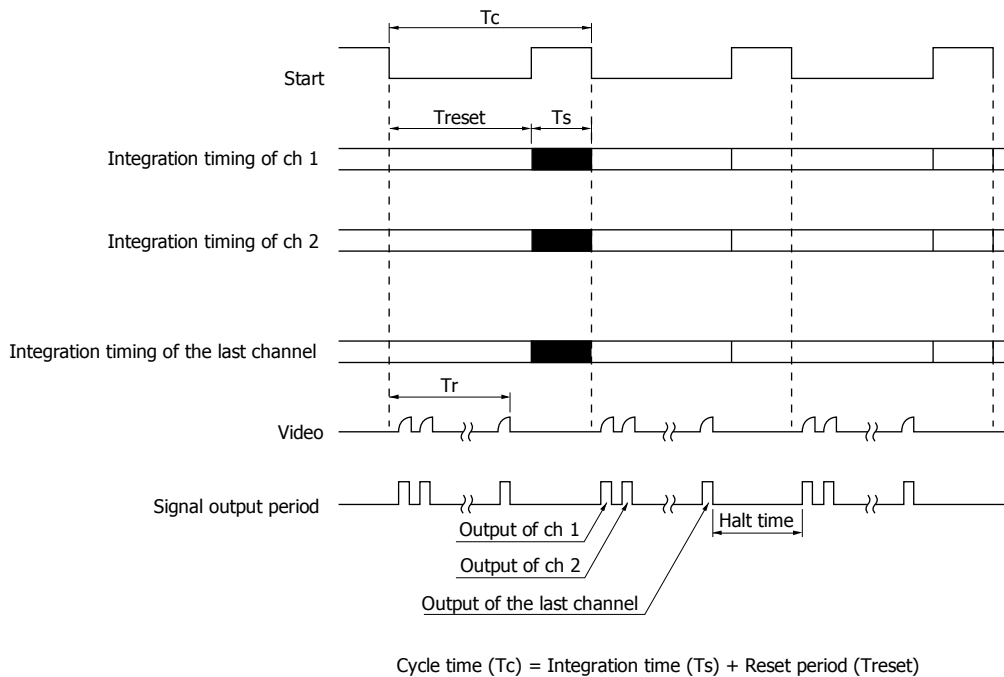 Tc
Start
Treset
Ts
Integration timing of ch 1
Integration timing of ch 2
Integration timing of the last channel
Tr
Video
Signal output period
Output of ch 1
Halt time
Output of ch 2
Output of the last channel
Cycle time (Tc) = Integration time (Ts) + Reset period (Treset)